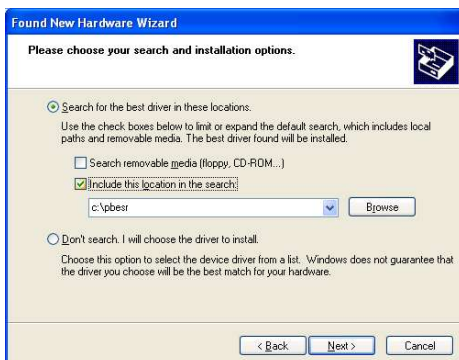 Found New Hardware Wizard
Please choose your search and installation options.
Search for the best driver in these locations.
Use the check boxes below to limit or expand the default search, which includes local
paths and removable media. The best driver found will be installed.
Search removable media (floppy, CD-ROM...)
Include this location in the search:
c:\pbesr
Browse
Don't search. I will choose the driver to install.
Choose this option to select the device driver from a list. Windows does not guarantee that
the driver you choose will be the best match for your hardware.
< Back Next > Cancel